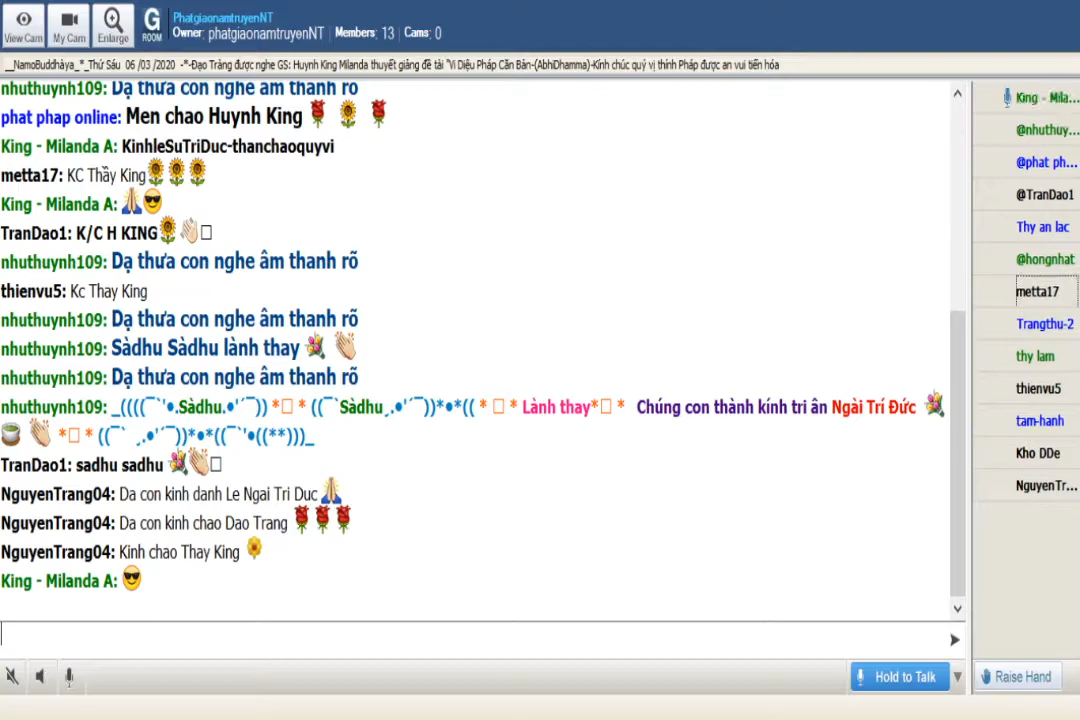 View Cam
My Cam
Enlarge
G
ROOM
PhatgiaonamtruyenNT
Owner: phatgiaonamtruyenNT | Members: 13 | Cams: 0
__NamoBuddhàya_*_Thứ Sáu 06 /03 /2020 -*-Đạo Tràng được nghe GS: Huynh King Milanda thuyết giảng đề tài "Vi Diệu Pháp Căn Bản-(AbhiDhamma)-Kính chúc quý vị thính Pháp được an vui tiến hóa
nhuthuynh109: Dạ thưa con nghe âm thanh rõ
phat phap online: Men chao Huynh King 🌹 🌻 🌹
King - Milanda A: KinhleSuTriDuc-thanchaoquyvi
metta17: KC Thầy King🌻🌻🌻
King - Milanda A: 🙏😎
TranDao1: K/C H KING🌻👏□
nhuthuynh109: Dạ thưa con nghe âm thanh rõ
thienvu5: Kc Thay King
nhuthuynh109: Dạ thưa con nghe âm thanh rõ
nhuthuynh109: Sàdhu Sàdhu lành thay 💐 👏
nhuthuynh109: Dạ thưa con nghe âm thanh rõ
nhuthuynh109: _((((¯`'•.Sàdhu.•'´¯)) *□ * ((¯`Sàdhu¸.•'´¯))*•*(( * □ * Lành thay*□ * Chúng con thành kính tri ân Ngài Trí Đức 💐
🍵 👏 *□ * ((¯` ¸.•'´¯))*•*((¯`'•((**)))_
TranDao1: sadhu sadhu 💐👏□
NguyenTrang04: Da con kinh danh Le Ngai Tri Duc 🙏
NguyenTrang04: Da con kinh chao Dao Trang 🌹🌹🌹
NguyenTrang04: Kinh chao Thay King 🌼
King - Milanda A: 😎
Hold to Talk
King - Mila...
@nhuthuy...
@phat ph...
@TranDao1
Thy an lac
@hongnhat
metta17
Trangthu-2
thy lam
thienvu5
tam-hanh
Kho DDe
NguyenTr...
Raise Hand